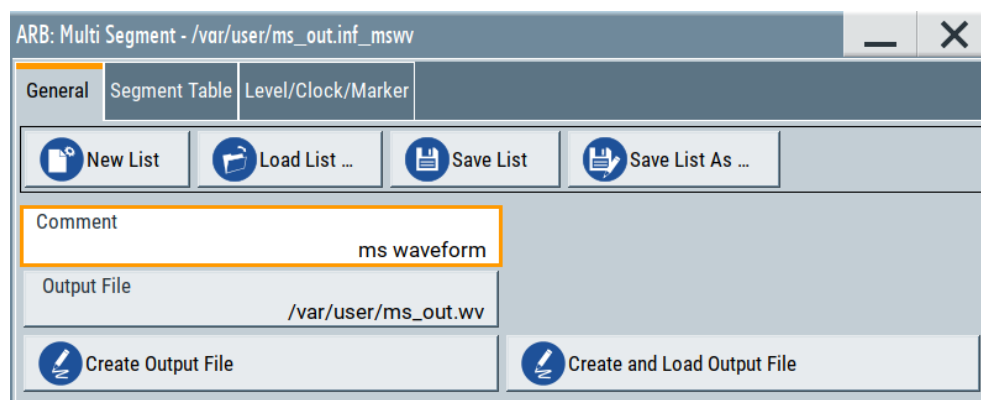 ARB: Multi Segment - /var/user/ms_out.inf_mswv
General Segment Table Level/Clock/Marker
New List Load List ... Save List Save List As ...
Comment
ms waveform
Output File
/var/user/ms_out.wv
Create Output File Create and Load Output File